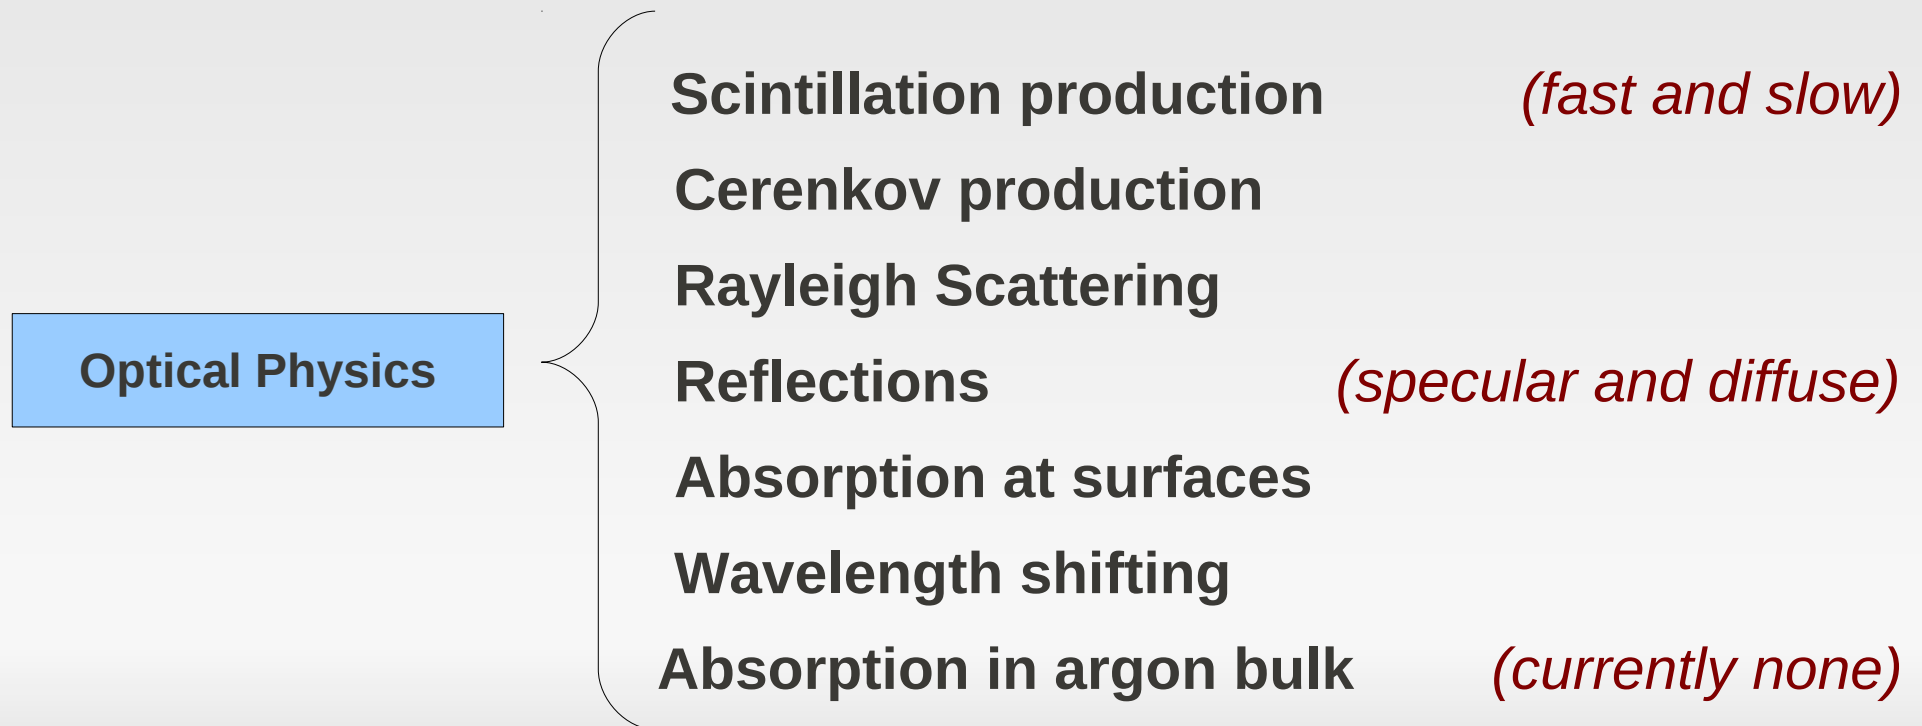 Scintillation production (fast and slow)
Cerenkov production
Rayleigh Scattering
Optical Physics
Reflections (specular and diffuse)
Absorption at surfaces
Wavelength shifting
Absorption in argon bulk (currently none)